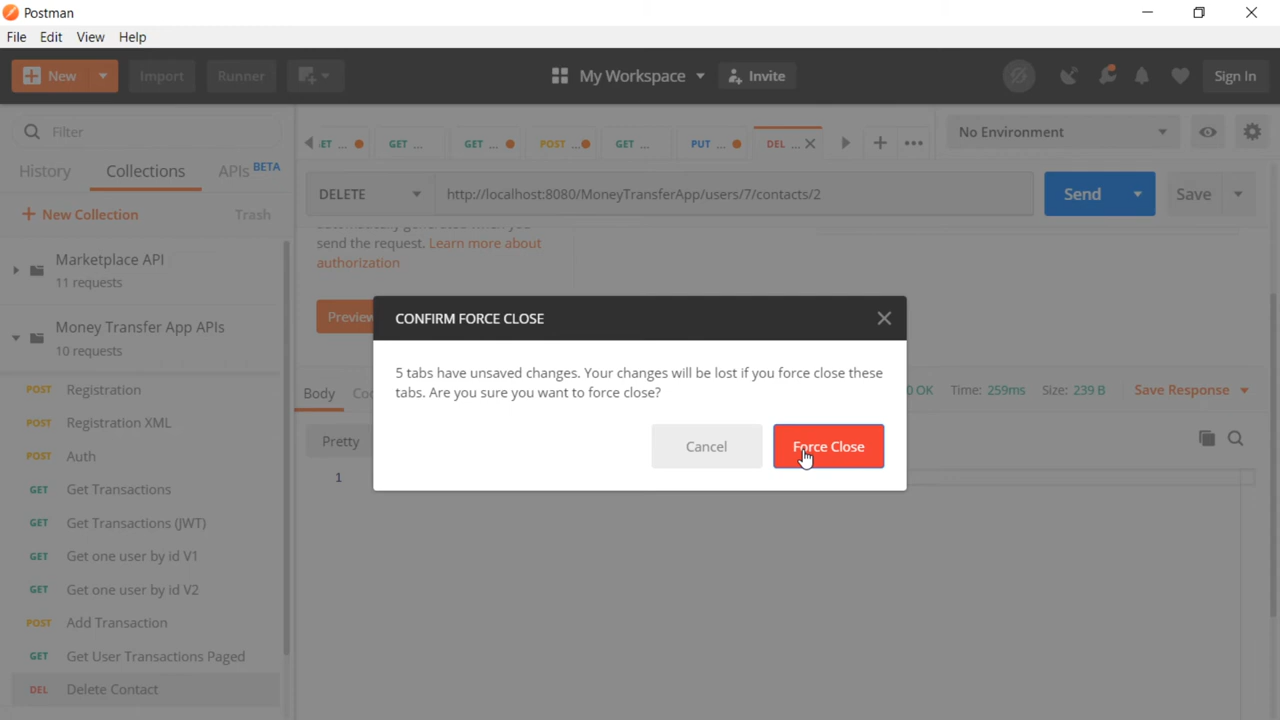 Postman
File Edit View Help
New Import Runner My Workspace Invite Sign In
Filter
History Collections APIs BETA
New Collection Trash
Marketplace API
11 requests
Money Transfer App APIs
10 requests
POST Registration
POST Registration XML
POST Auth
GET Get Transactions
GET Get Transactions (JWT)
GET Get one user by id V1
GET Get one user by id V2
POST Add Transaction
GET Get User Transactions Paged
DEL Delete Contact
ET ... GET ... GET ... POST ... GET ... PUT ... DEL ...
No Environment
DELETE http://localhost:8080/MoneyTransferApp/users/7/contacts/2 Send Save
send the request. Learn more about
authorization
Preview
CONFIRM FORCE CLOSE
5 tabs have unsaved changes. Your changes will be lost if you force close these
tabs. Are you sure you want to force close?
Cancel Force Close
Body Co 0 OK Time: 259ms Size: 239 B Save Response
Pretty
1